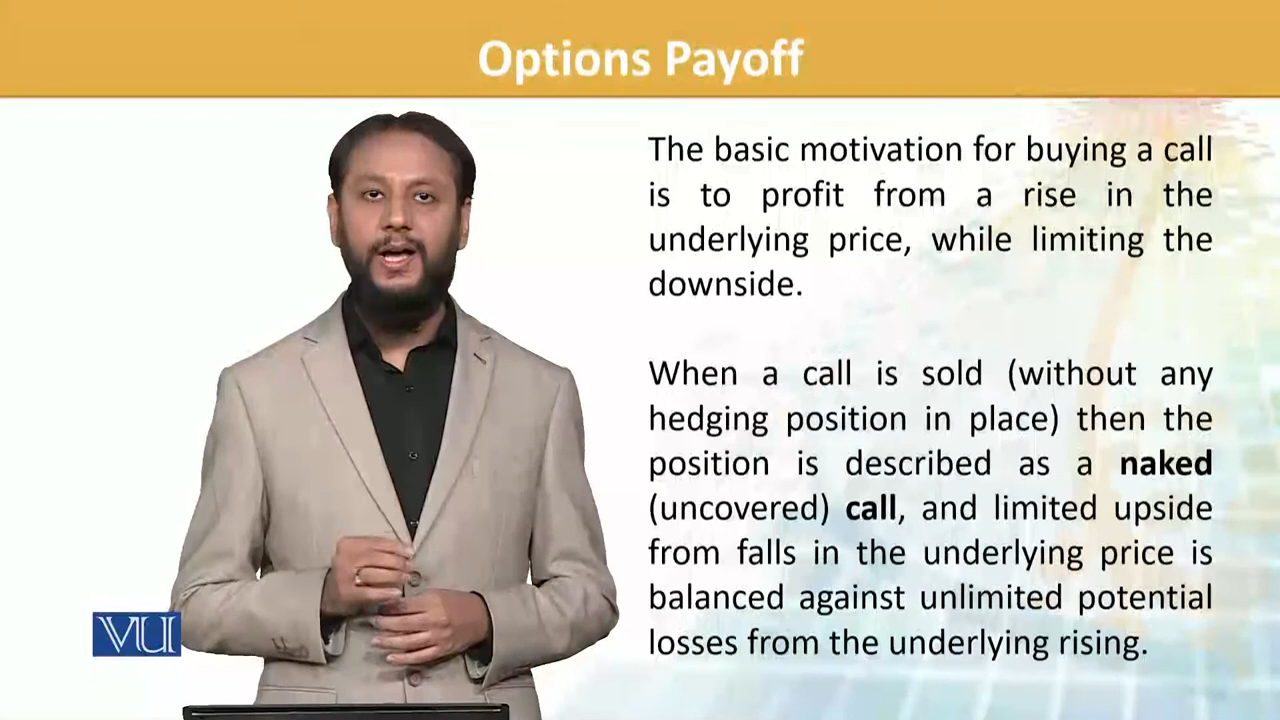 Options Payoff
The basic motivation for buying a call
is to profit from a rise in the
underlying price, while limiting the
downside.
When a call is sold (without any
hedging position in place) then the
position is described as a naked
(uncovered) call, and limited upside
from falls in the underlying price is
balanced against unlimited potential
losses from the underlying rising.
VU